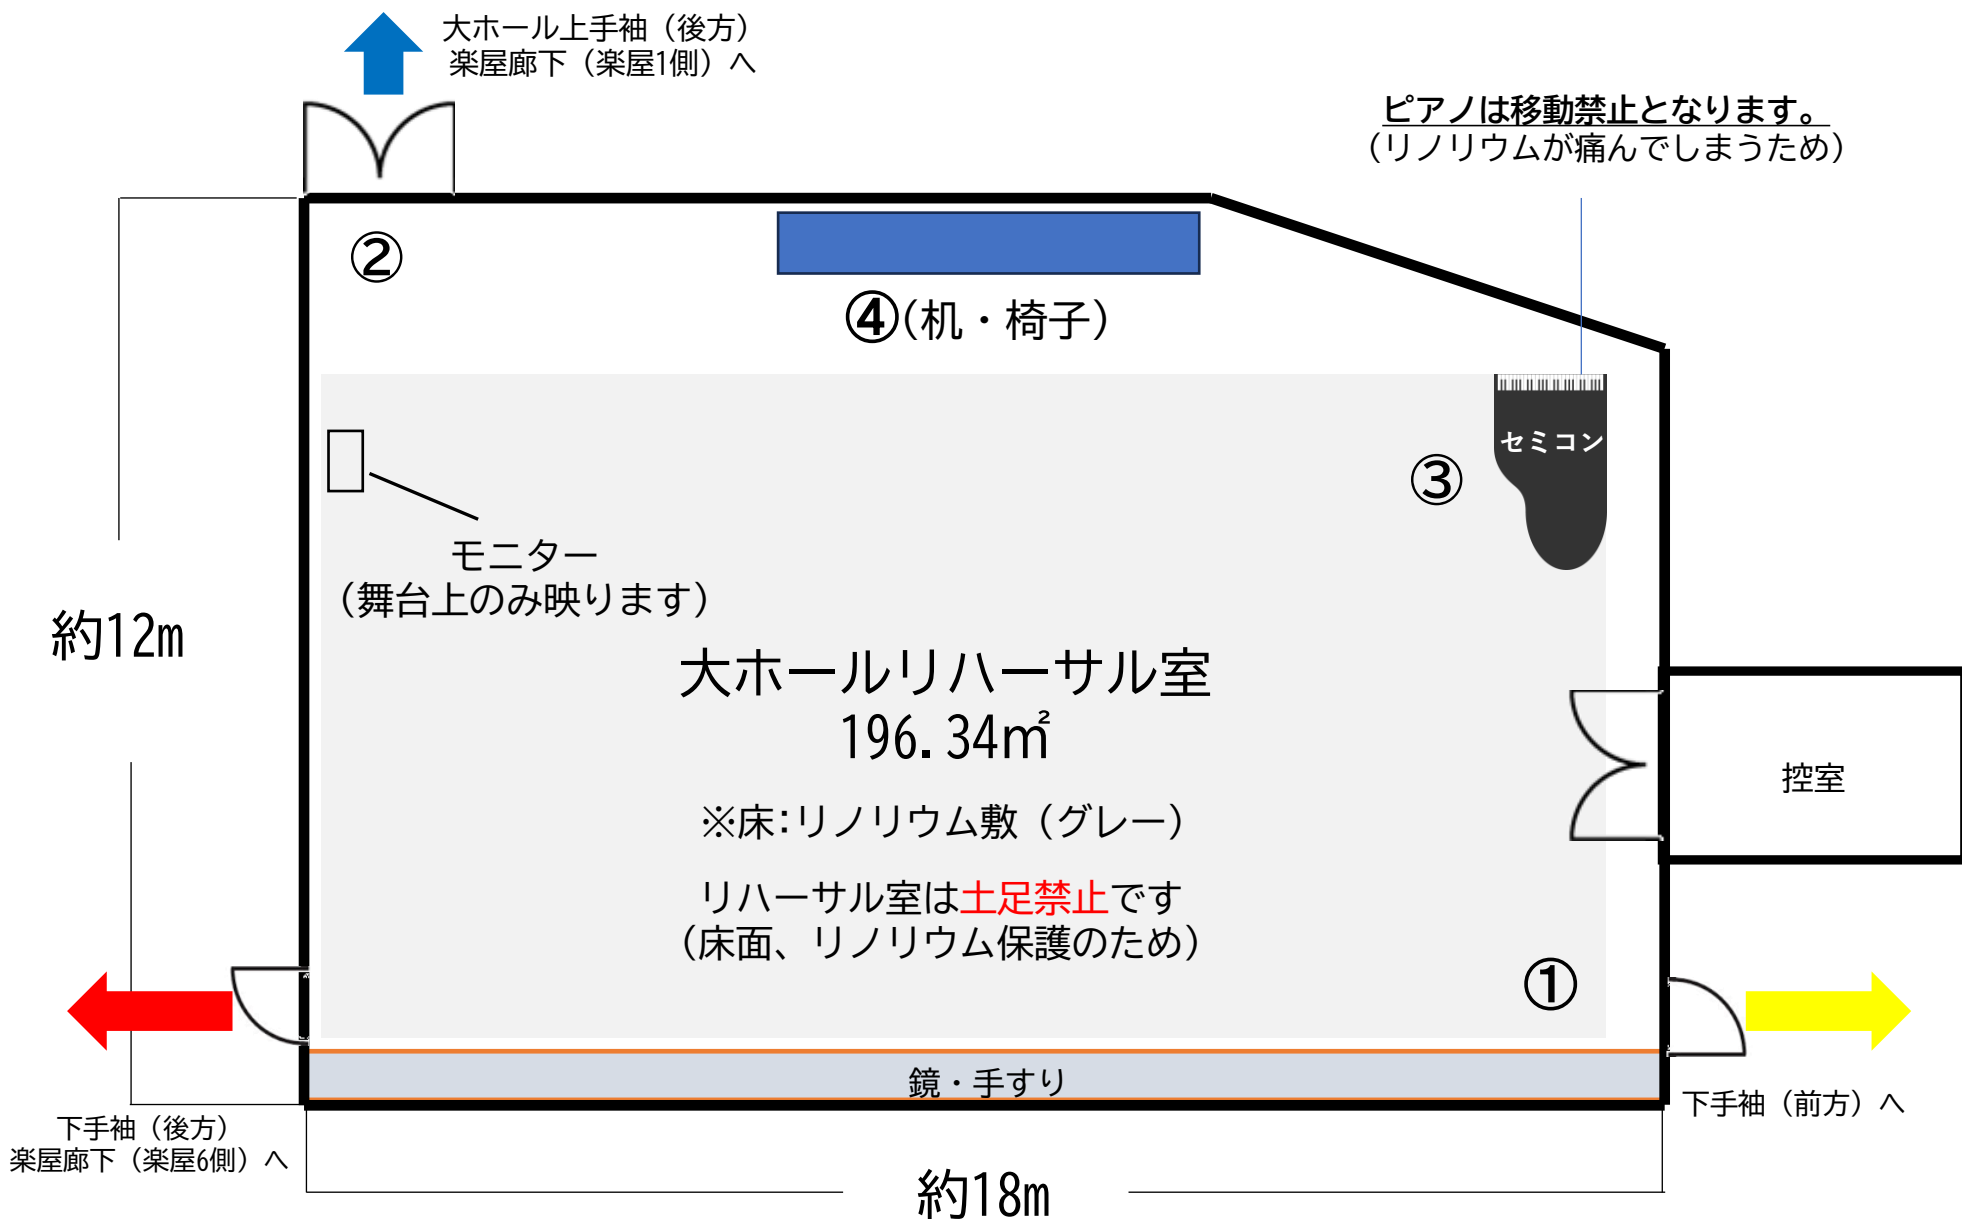 大ホール上手袖（後方）
楽屋廊下（楽屋1側）へ
ピアノは移動禁止となります。
（リノリウムが痛んでしまうため）
②
④(机・椅子)
セミコン
③
モニター
（舞台上のみ映ります）
約12m
大ホールリハーサル室
196.34㎡
控室
※床:リノリウム敷（グレー）
リハーサル室は土足禁止です
（床面、リノリウム保護のため）
①
鏡・手すり
下手袖（前方）へ
下手袖（後方）
楽屋廊下（楽屋6側）へ
約18m